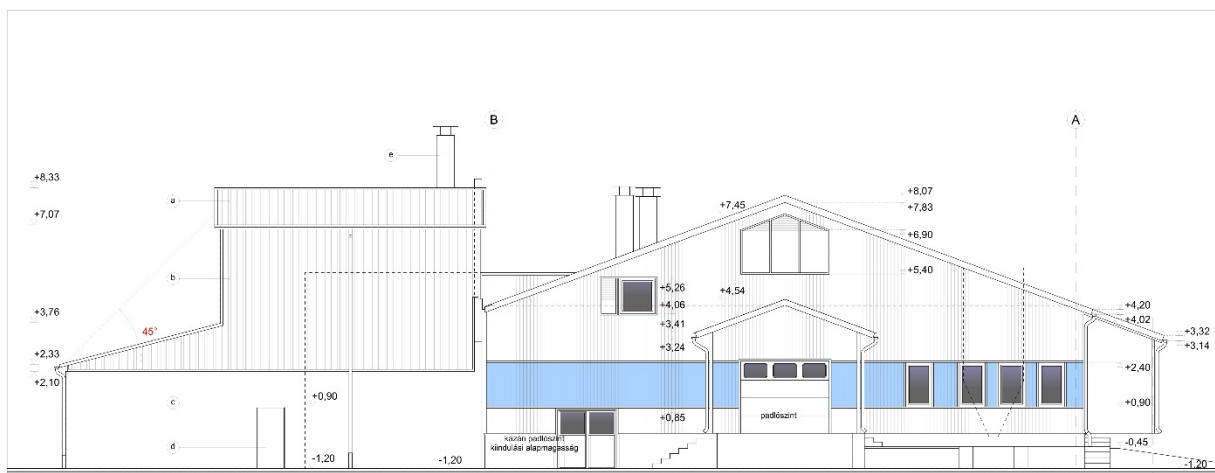 B
A
e
+8,33
a
+7,07
b
+3,76
45°
+2,33
+2,10
c
d
+0,90
-1,20
-1,20
+7,45
+8,07
+7,83
+6,90
+5,40
+5,26
+4,54
+4,06
+3,41
+3,24
+0,85
padlószint
kazán padlószint
kiindulási alapmagasság
+4,20
+4,02
+3,32
+3,14
+2,40
+0,90
-0,45
-1.20